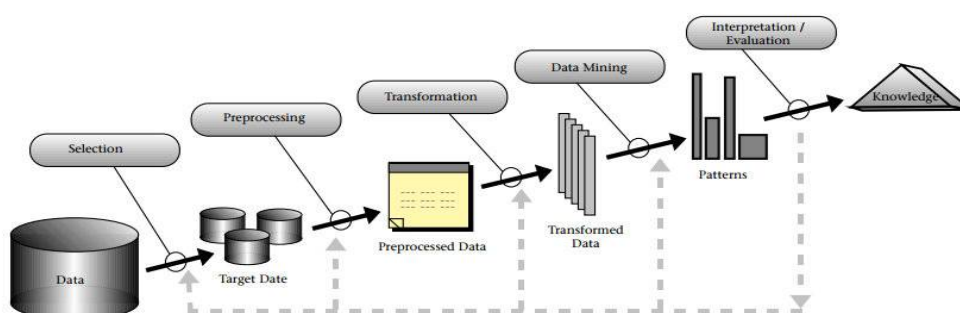 Interpretation /
Evaluation
Data Mining
Transformation
Preprocessing
Selection
Knowledge
Patterns
Transformed
Data
Preprocessed Data
Target Date
Data